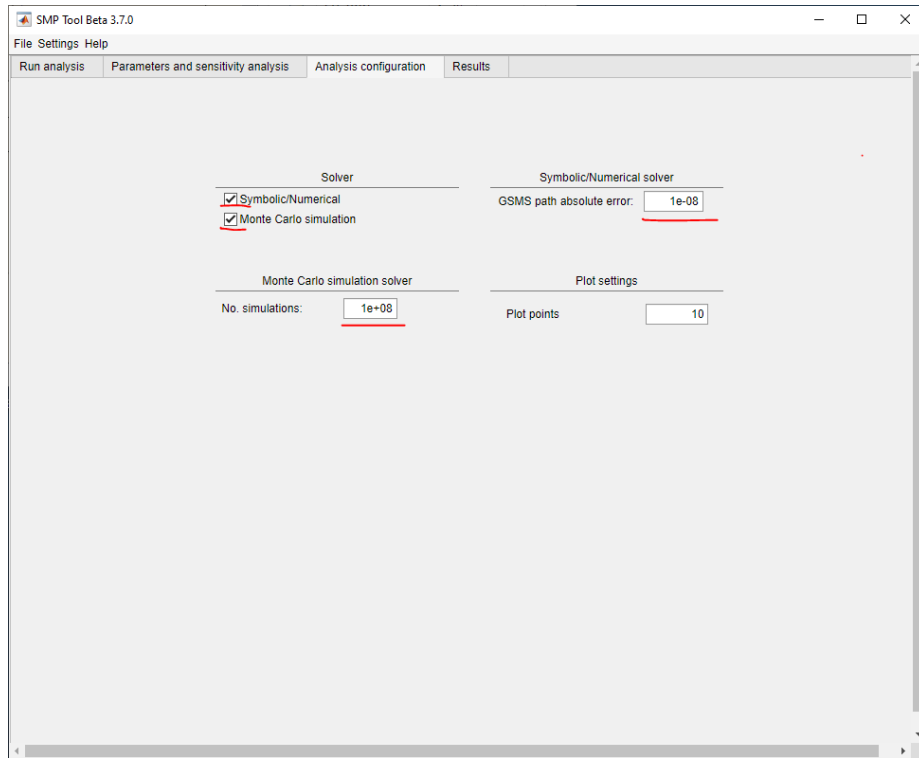 SMP Tool Beta 3.7.0
File Settings Help
Run analysis Parameters and sensitivity analysis Analysis configuration Results
Solver
Symbolic/Numerical
Monte Carlo simulation
Symbolic/Numerical solver
GSMS path absolute error: 1e-08
Monte Carlo simulation solver
No. simulations: 1e+08
Plot settings
Plot points 10